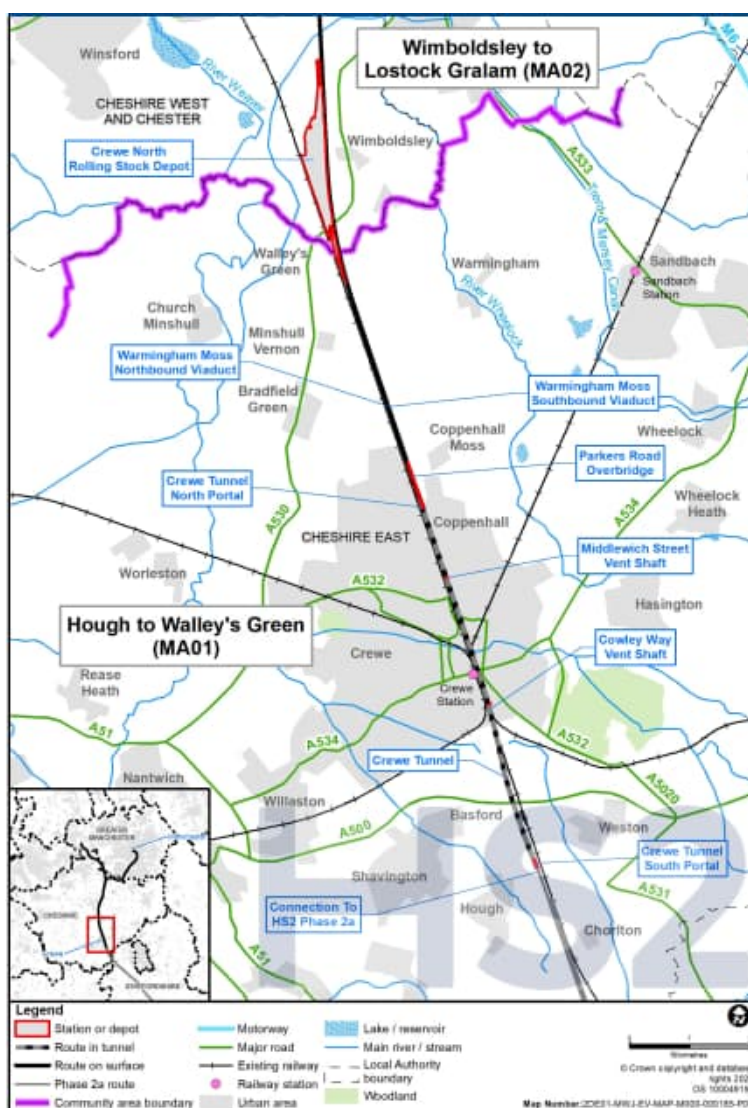 Wimboldsley to
Lostock Gralam (MA02)
M6
Winsford
River Weaver
CHESHIRE WEST
AND CHESTER
Crewe North
Rolling Stock Depot
Wimboldsley
A533
Trent & Mersey Canal
Walley's
Green
Warmingham
Sandbach
Sandbach
Station
Church
Minshull
River Wheelock
Minshull
Vernon
Warmingham Moss
Northbound Viaduct
Warmingham Moss
Southbound Viaduct
Bradfield
Green
Coppenhall
Moss
Wheelock
Parkers Road
Overbridge
Crewe Tunnel
North Portal
Wheelock
Heath
A530
Coppenhall
A534
CHESHIRE EAST
Middlewich Street
Vent Shaft
Worleston
A532
Hasington
Hough to Walley's Green
(MA01)
Crewe
Cowley Way
Vent Shaft
Rease
Heath
Crewe
Station
A51
A534
A532
Crewe Tunnel
Nantwich
A5020
Willaston
Basford
Weston
A500
Crewe Tunnel
South Portal
Shavington
A531
Connection To
HS2 Phase 2a
Hough
Chorlton
A51
HS2
GREATER
MANCHESTER
CHESHIRE
Legend
Station or depot
Route in tunnel
Route on surface
Phase 2a route
Community area boundary
Motorway
Major road
Existing railway
Railway station
Urban area
Lake / reservoir
Main river / stream
Local Authority
boundary
Woodland
Kilometres
© Crown copyright and database
rights 202
Map Number: